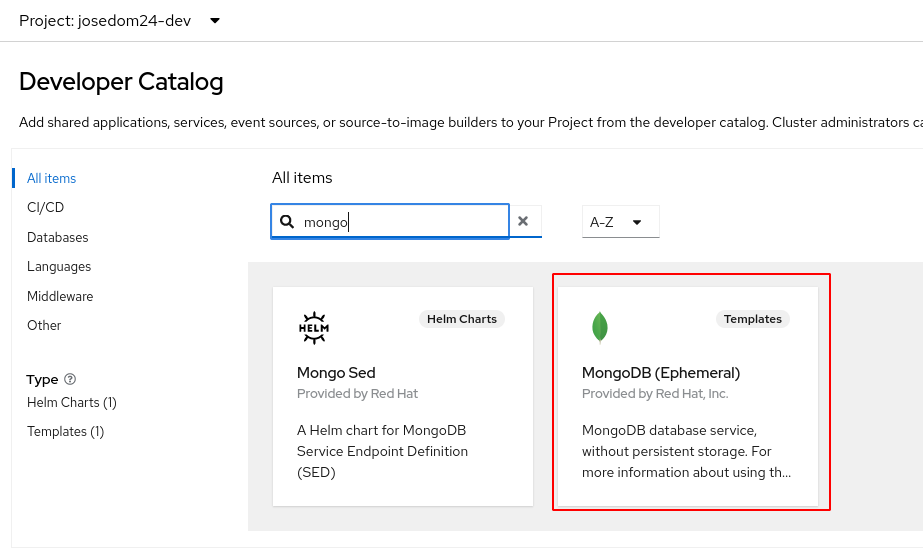 Project: josedom24-dev
Developer Catalog
Add shared applications, services, event sources, or source-to-image builders to your Project from the developer catalog. Cluster administrators
All items
CI/CD
Databases
Languages
Middleware
Other
Type
Helm Charts (1)
Templates (1)
All items
mongo
A-Z
HELM
Helm Charts
Mongo Sed
Provided by Red Hat
A Helm chart for MongoDB
Service Endpoint Definition
(SED)
Templates
MongoDB (Ephemeral)
Provided by Red Hat, Inc.
MongoDB database service,
without persistent storage. For
more information about using th...